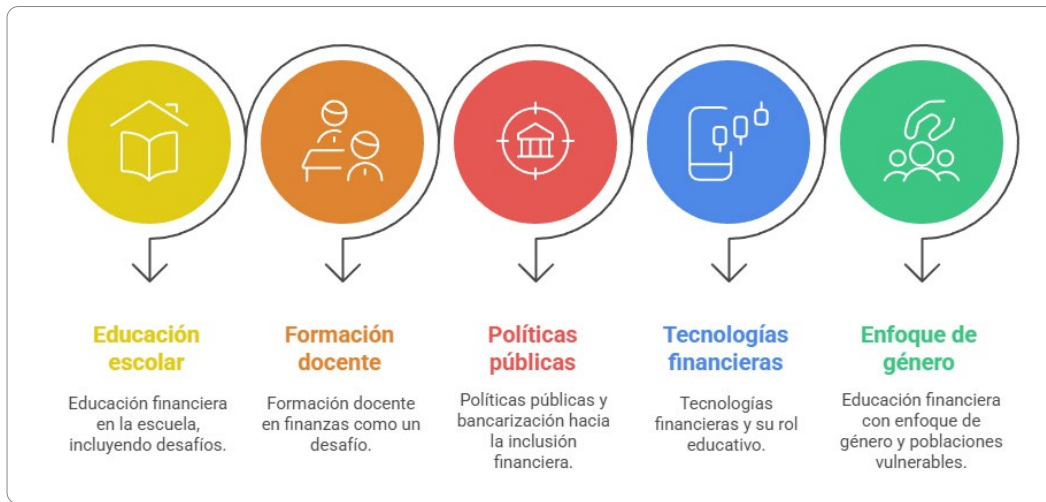 Educación
escolar
Educación financiera
en la escuela,
incluyendo desafíos.
Formación
docente
Formación docente
en finanzas como un
desafío.
Políticas
públicas
Políticas públicas y
bancarización hacia
la inclusión
financiera.
Tecnologías
financieras
Tecnologías
financieras y su rol
educativo.
Enfoque de
género
Educación financiera
con enfoque de
género y poblaciones
vulnerables.